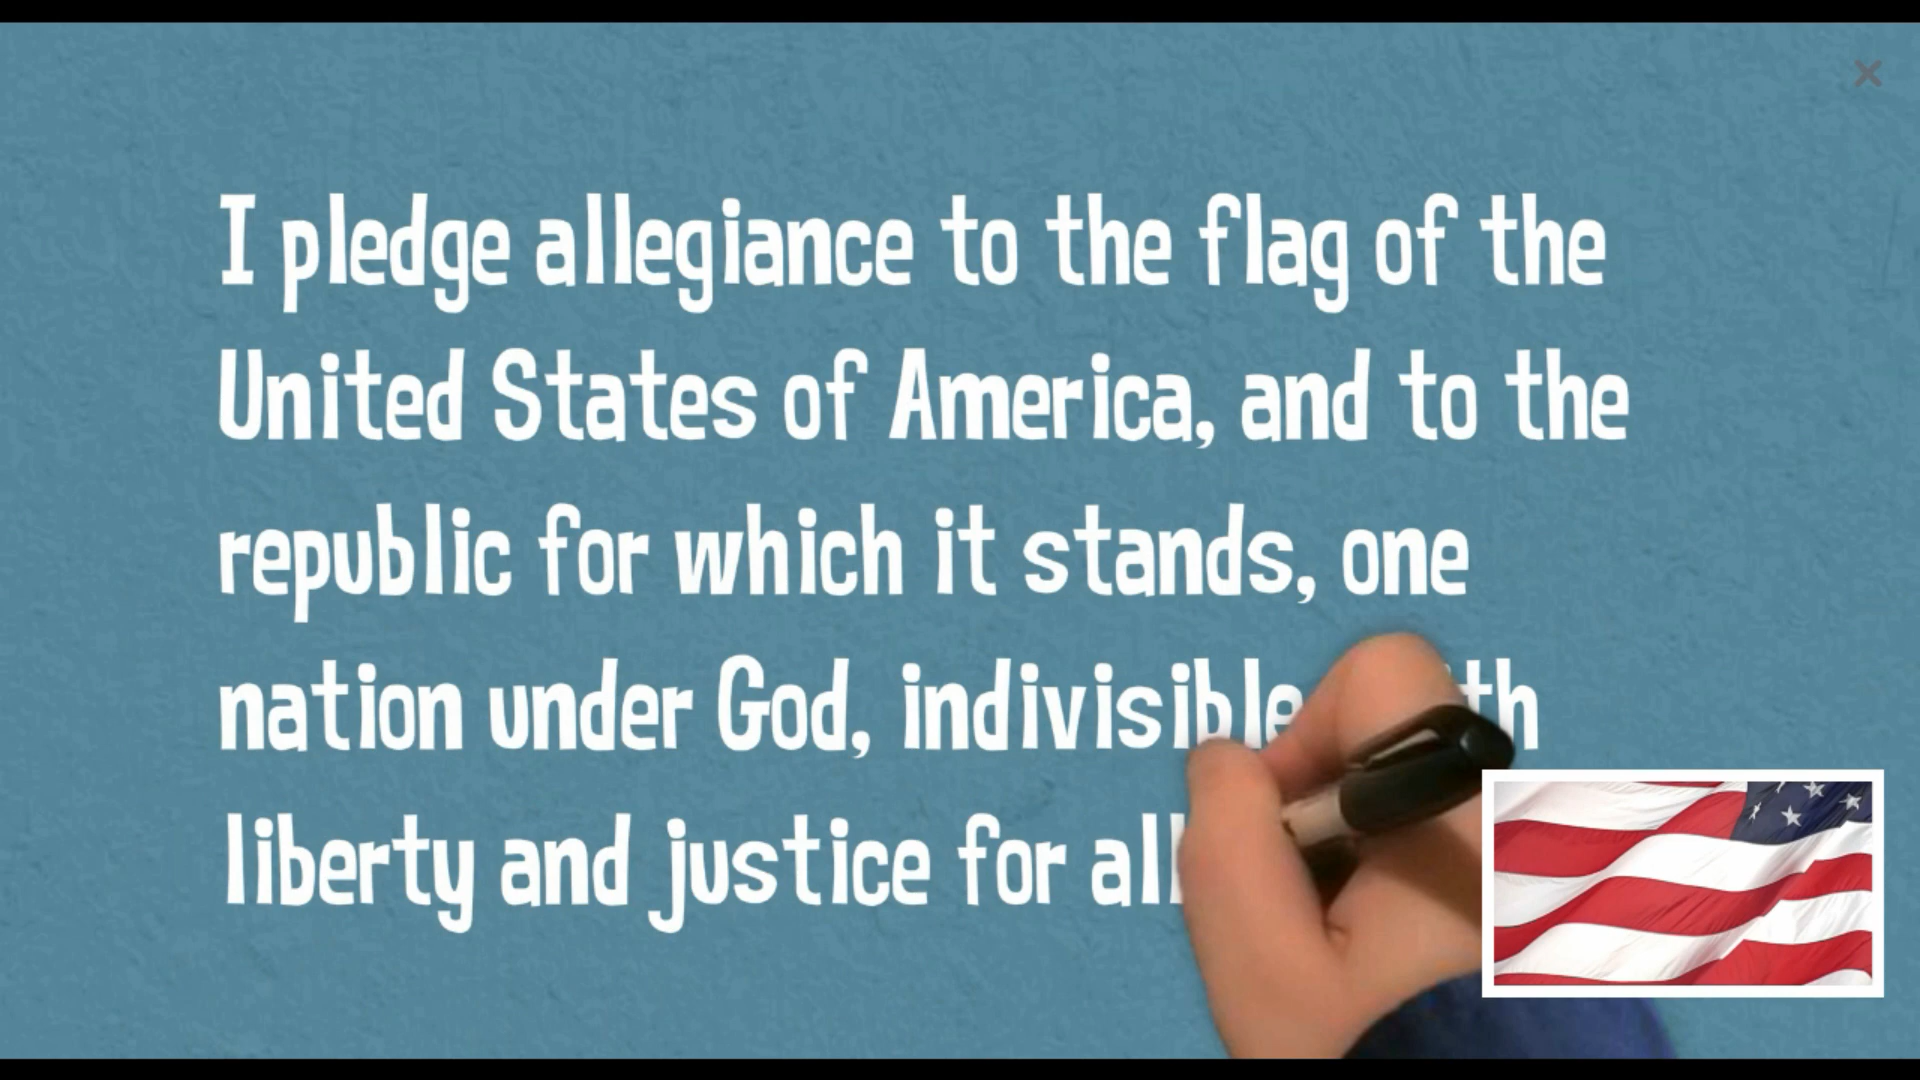 I pledge allegiance to the flag of the
United States of America, and to the
republic for which it stands, one
nation under God, indivisible
liberty and justice for all